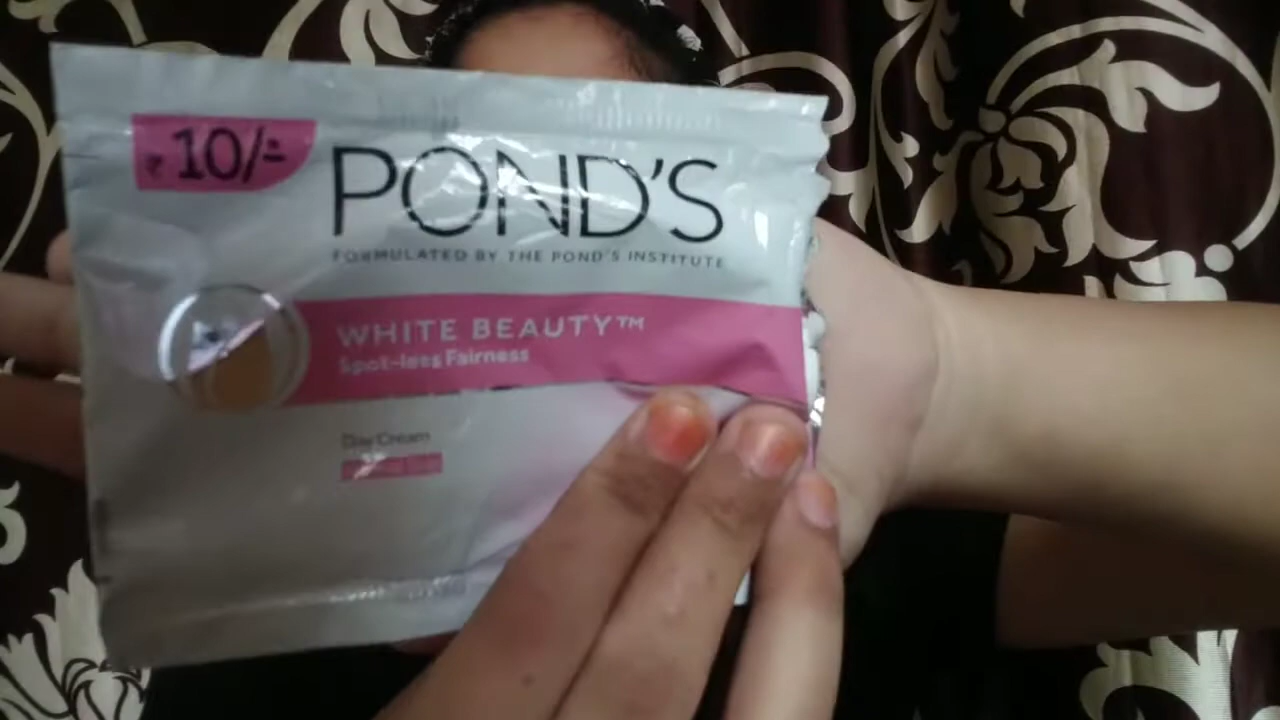 ₹ 10/-
POND'S
FORMULATED BY THE POND'S INSTITUTE
WHITE BEAUTY™
Spot-less Fairness
Day Cream